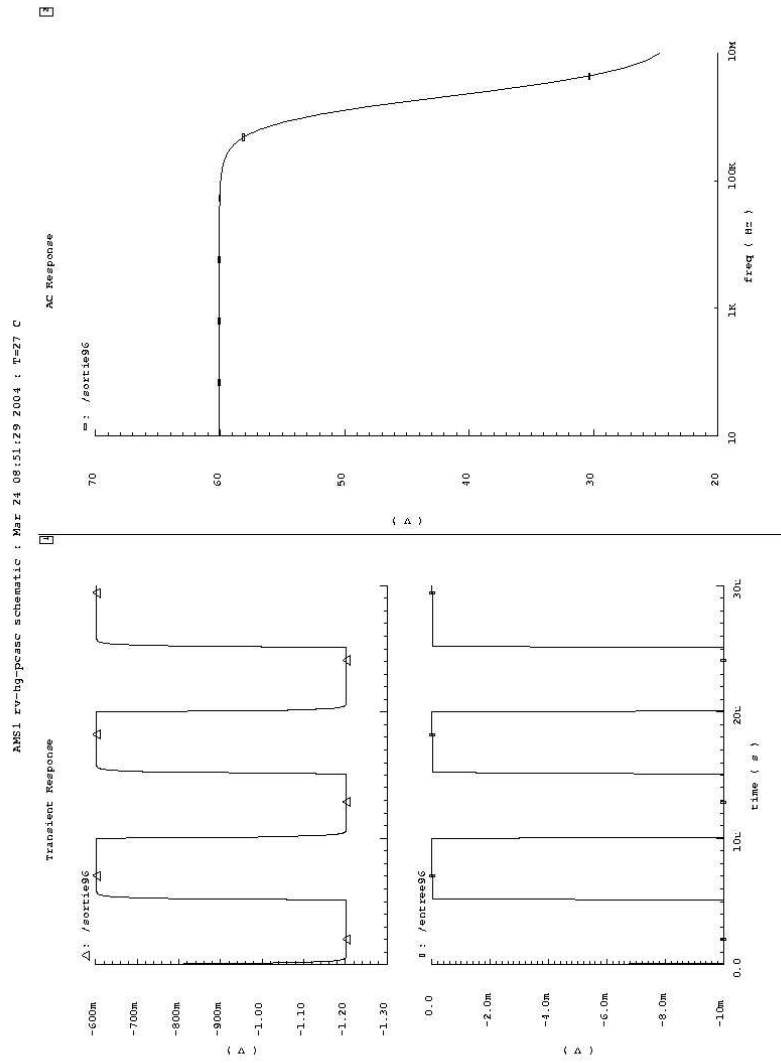 AMS1 rv-hg-pcasc schematic : Mar 24 08:51:29 2004 : T=27 C
Transient Response
1
△: /sortie96
-600m
-700m
-800m
-900m
-1.00
-1.10
-1.20
-1.30
( V )
▯: /entree96
0.0
-2.0m
-4.0m
-6.0m
-8.0m
-10m
( V )
0.0
10u
20u
30u
time ( s )
AC Response
2
▯: /sortie96
70
60
50
40
30
20
( V )
10
1K
100K
10M
freq ( Hz )